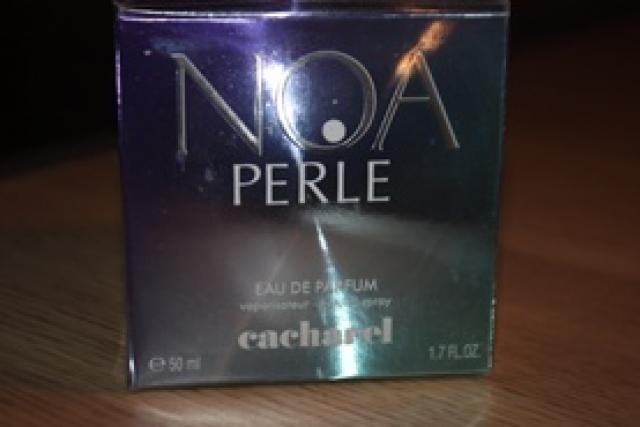 NOA
PERLE
EAU DE PARFUM
vaporisateur spray
cacharel
℮ 50 ml 1.7 FL.OZ.